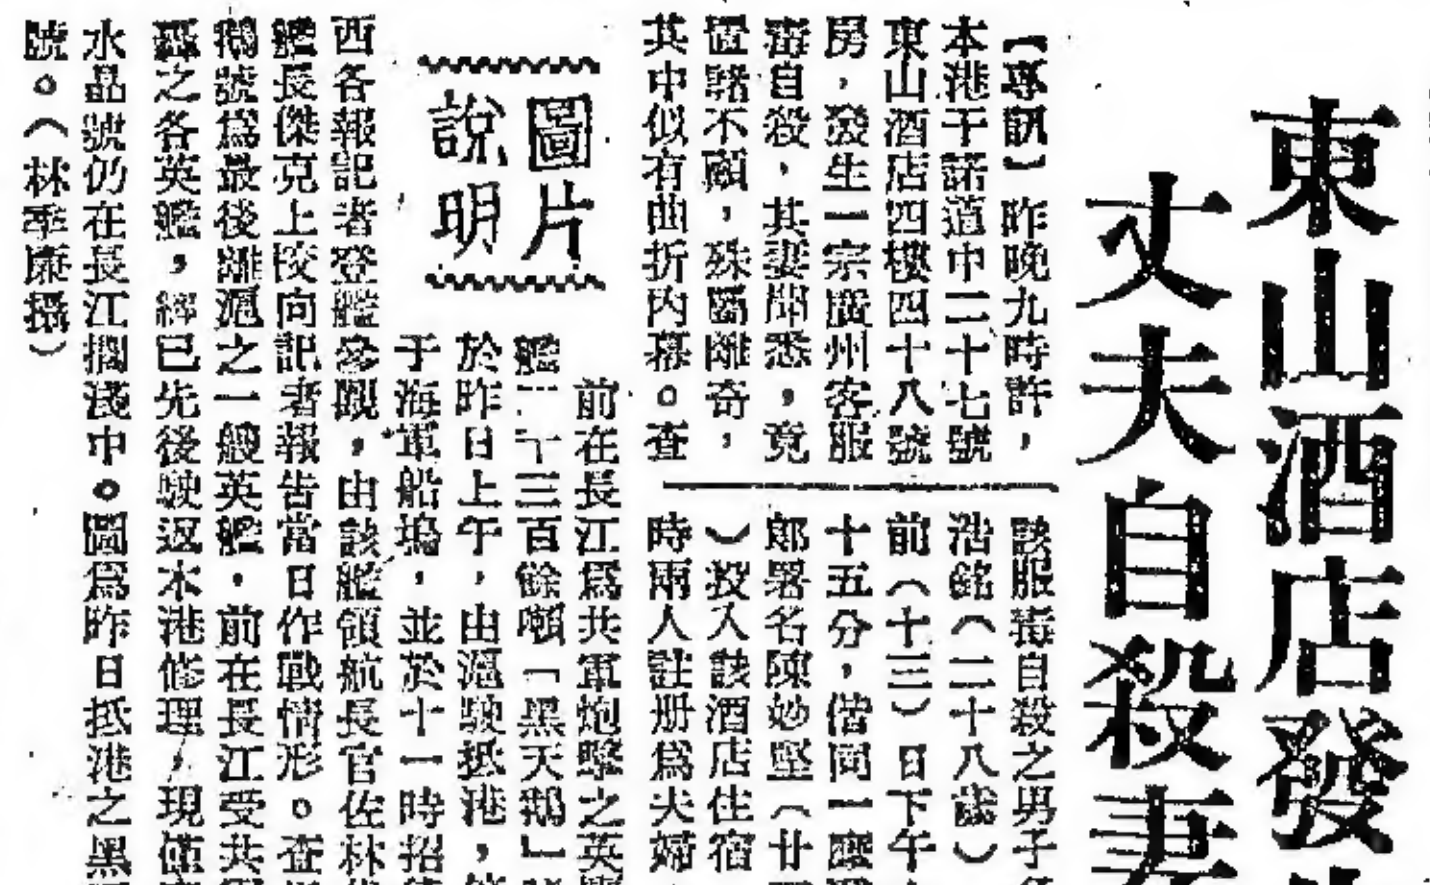 東山酒店發生
丈夫自殺妻
【專訊】昨晚九時許，
本港干諾道中二十七號
東山酒店四樓四十八號
房，發生一宗廣州客服
毒自殺，其妻聞悉，竟
置諸不顧，殊屬離奇，
其中似有曲折內幕。查
該服毒自殺之男子
浩銘（二十八歲）
前（十三）日下午
十五分，偕同一
郞署名陳妙堅（廿
）投入該酒店住宿
時兩人註册爲夫婦
圖片
說明
前在長江爲共軍炮擊之英
艦一千三百餘噸「黑天鵝」
於昨日上午，由滬駛抵港，
于海軍船塢，並於十一時招
西各報記者登艦參觀，由該艦領航長官佐林
艦長傑克上校向記者報告當日作戰情形。查
鵝號爲最後離滬之一艘英艦，前在長江受共
轟之各英艦，經已先後駛返本港修理，現僅
水晶號仍在長江擱淺中。圖爲昨日抵港之黑
號。（林季廉攝）